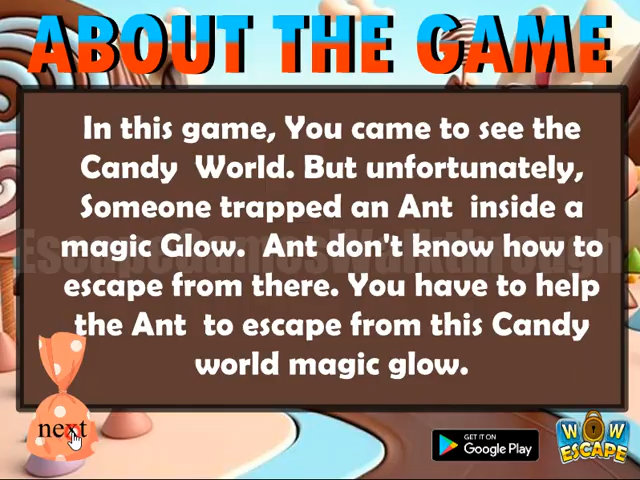 ABOUT THE GAME
In this game, You came to see the
Candy World. But unfortunately,
Someone trapped an Ant inside a
magic Glow. Ant don't know how to
EscapeGamesWalkthrough
escape from there. You have to help
the Ant to escape from this Candy
world magic glow.
next
GET IT ON
Google Play
WOW
ESCAPE